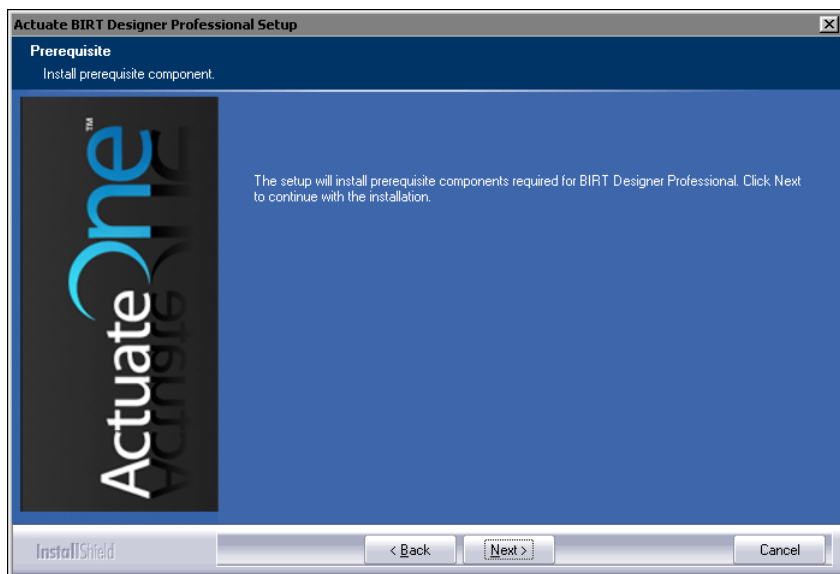 Actuate BIRT Designer Professional Setup
Prerequisite
Install prerequisite component.
ActuateOne™
The setup will install prerequisite components required for BIRT Designer Professional. Click Next
to continue with the installation.
InstallShield
< Back
Next >
Cancel